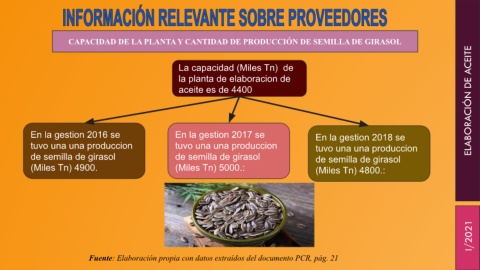 INFORMACIÓN RELEVANTE SOBRE PROVEEDORES
CAPACIDAD DE LA PLANTA Y CANTIDAD DE PRODUCCIÓN DE SEMILLA DE GIRASOL
La capacidad (Miles Tn) de
la planta de elaboracion de
aceite es de 4400
En la gestion 2016 se
tuvo una una produccion
de semilla de girasol
(Miles Tn) 4900.
En la gestion 2017 se
tuvo una una produccion
de semilla de girasol
(Miles Tn) 5000.:
En la gestion 2018 se
tuvo una una produccion
de semilla de girasol
(Miles Tn) 4800.:
Fuente: Elaboración propia con datos extraídos del documento PCR, pág. 21
ELABORACIÓN DE ACEITE
I/2021